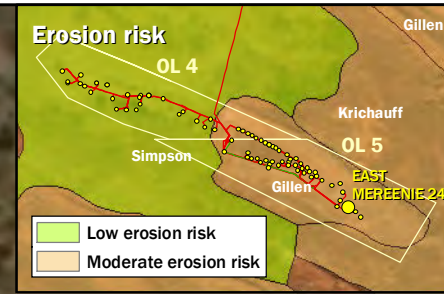 Erosion risk
Gillen
OL 4
Krichauff
OL 5
Simpson
EAST
Gillen
MEREENIE 24
Low erosion risk
Moderate erosion risk